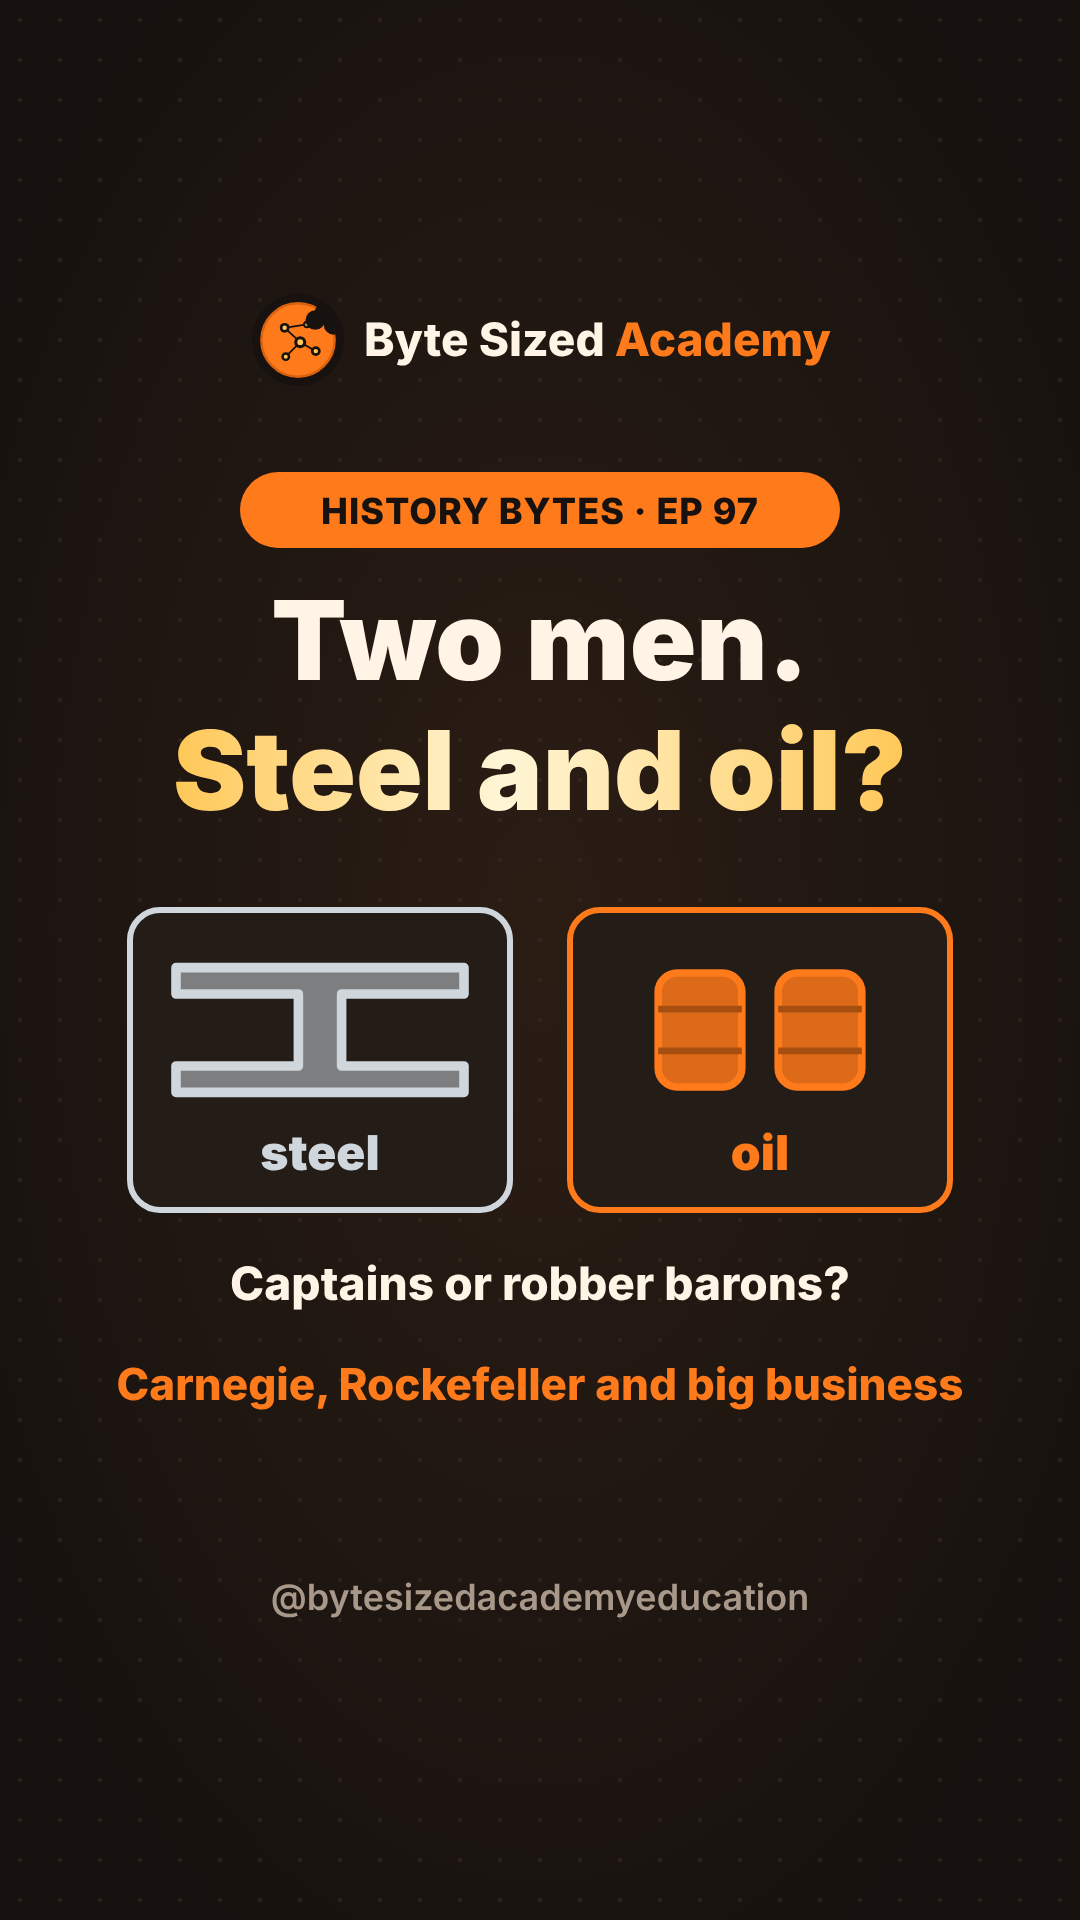 Byte Sized Academy
HISTORY BYTES · EP 97
Two men.
Steel and oil?
steel
oil
Captains or robber barons?
Carnegie, Rockefeller and big business
@bytesizedacademyeducation